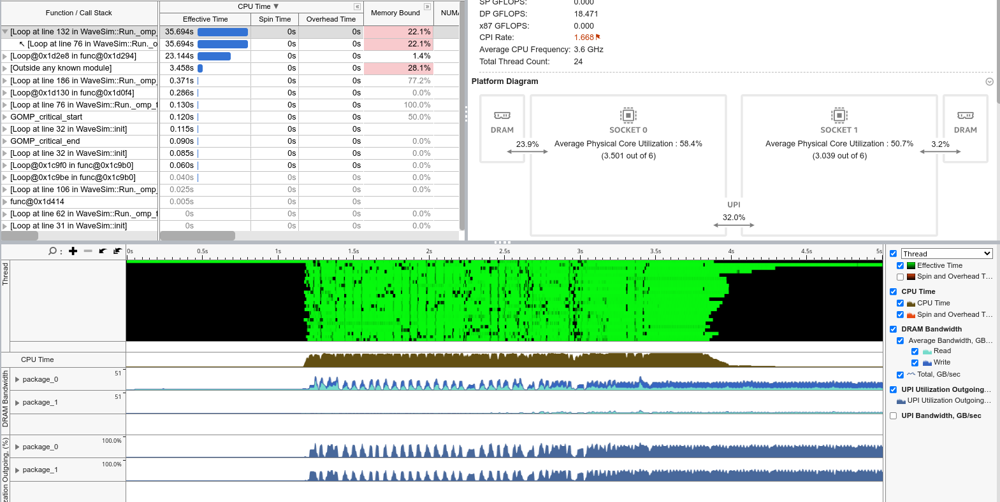 Function / Call Stack
CPU Time ▼
«
Effective Time
Spin Time
Overhead Time
Memory Bound
»
NUMA
[Loop at line 132 in WaveSim::Run._omp_ 35.694s 0s 0s 22.1%
[Loop at line 76 in WaveSim::Run._o 35.694s 0s 0s 22.1%
[Loop@0x1d2e8 in func@0x1d294] 23.144s 0s 0s 1.4%
[Outside any known module] 3.458s 0s 0s 28.1%
[Loop at line 186 in WaveSim::Run._omp_ 0.371s 0s 0s 77.2%
[Loop@0x1d130 in func@0x1d0f4] 0.286s 0s 0s 0.0%
[Loop at line 76 in WaveSim::Run._omp_f 0.130s 0s 0s 100.0%
GOMP_critical_start 0.120s 0s 0s 50.0%
[Loop at line 32 in WaveSim::init] 0.115s 0s 0s
GOMP_critical_end 0.090s 0s 0s 0.0%
[Loop at line 32 in WaveSim::init] 0.085s 0s 0s 0.0%
[Loop@0x1c9f0 in func@0x1c9b0] 0.060s 0s 0s 0.0%
[Loop@0x1c9be in func@0x1c9b0] 0.040s 0s 0s 0.0%
[Loop at line 106 in WaveSim::Run._omp_ 0.025s 0s 0s 0.0%
func@0x1d414 0.005s 0s 0s
[Loop at line 62 in WaveSim::Run._omp_f 0s 0s 0s 0.0%
[Loop at line 31 in WaveSim::init] 0s 0s 0s 0.0%
SP GFLOPS: 0.000
DP GFLOPS: 18.471
x87 GFLOPS: 0.000
CPI Rate: 1.668
Average CPU Frequency: 3.6 GHz
Total Thread Count: 24
Platform Diagram
DRAM
23.9%
SOCKET 0
Average Physical Core Utilization : 58.4%
(3.501 out of 6)
SOCKET 1
Average Physical Core Utilization : 50.7%
(3.039 out of 6)
3.2%
DRAM
UPI
32.0%
0s 0.5s 1s 1.5s 2s 2.5s 3s 3.5s 4s 4.5s 5s
Thread
CPU Time
DRAM Bandwidth
package_0 51
package_1 51
zation Outgoing, (%)
package_0 100.0%
package_1 100.0%
Thread
Effective Time
Spin and Overhead T...
CPU Time
CPU Time
Spin and Overhead T...
DRAM Bandwidth
Average Bandwidth, GB...
Read
Write
Total, GB/sec
UPI Utilization Outgoing...
UPI Utilization Outgoing...
UPI Bandwidth, GB/sec